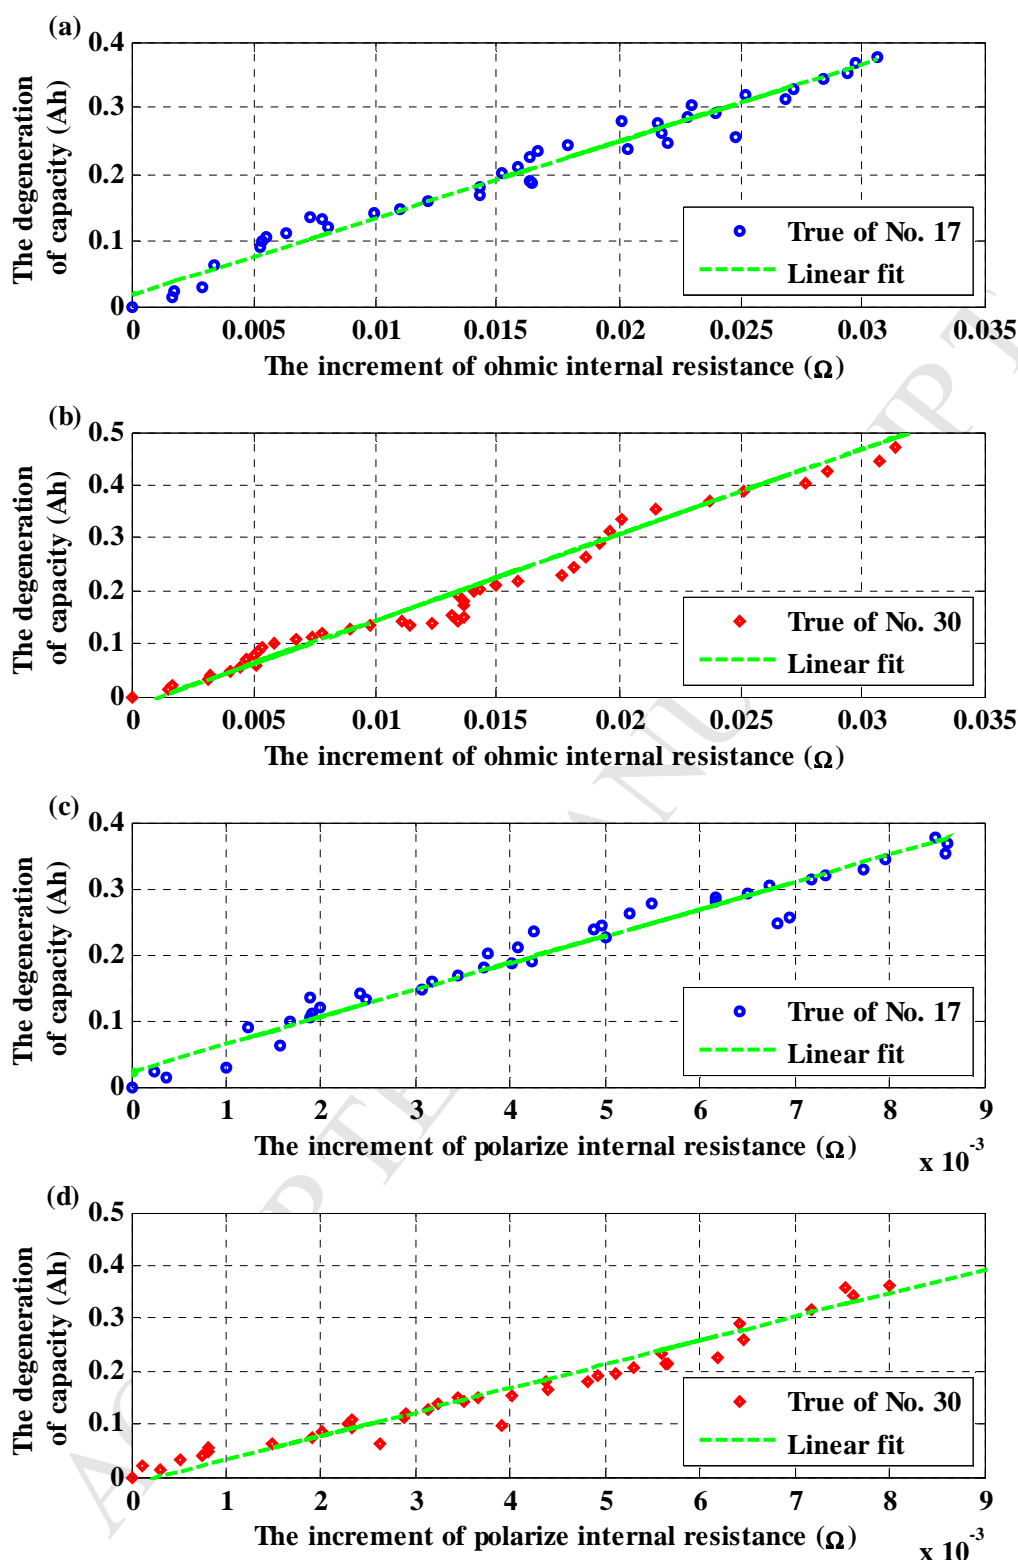 (a)
The degeneration
of capacity (Ah)
0.4
0.3
0.2
0.1
0
0 0.005 0.01 0.015 0.02 0.025 0.03 0.035
True of No. 17
Linear fit
The increment of ohmic internal resistance (Ω)
(b)
The degeneration
of capacity (Ah)
0.5
0.4
0.3
0.2
0.1
0
0 0.005 0.01 0.015 0.02 0.025 0.03 0.035
True of No. 30
Linear fit
The increment of ohmic internal resistance (Ω)
(c)
The degeneration
of capacity (Ah)
0.4
0.3
0.2
0.1
0
0 1 2 3 4 5 6 7 8 9
True of No. 17
Linear fit
The increment of polarize internal resistance (Ω)
x 10⁻³
(d)
The degeneration
of capacity (Ah)
0.5
0.4
0.3
0.2
0.1
0
0 1 2 3 4 5 6 7 8 9
True of No. 30
Linear fit
The increment of polarize internal resistance (Ω)
x 10⁻³